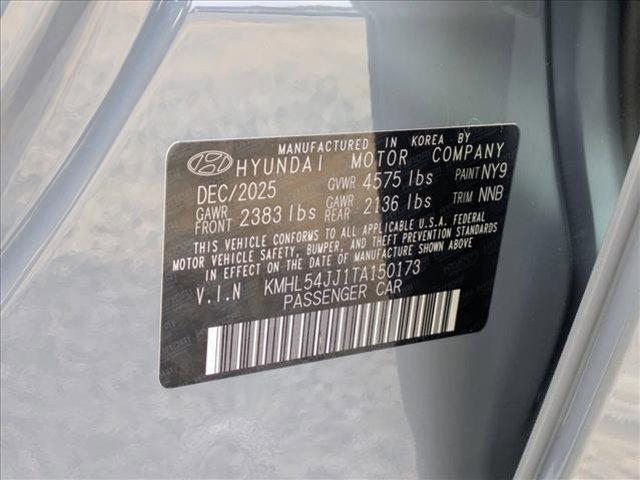 MANUFACTURED IN KOREA BY
HYUNDAI MOTOR COMPANY
DEC/2025 GVWR 4575 lbs PAINT NY9
GAWR FRONT 2383 lbs GAWR REAR 2136 lbs TRIM NNB
THIS VEHICLE CONFORMS TO ALL APPLICABLE U.S.A. FEDERAL
MOTOR VEHICLE SAFETY, BUMPER, AND THEFT PREVENTION STANDARDS
IN EFFECT ON THE DATE OF MANUFACTURE SHOWN ABOVE
V.I.N KMHL54JJ1TA150173
PASSENGER CAR